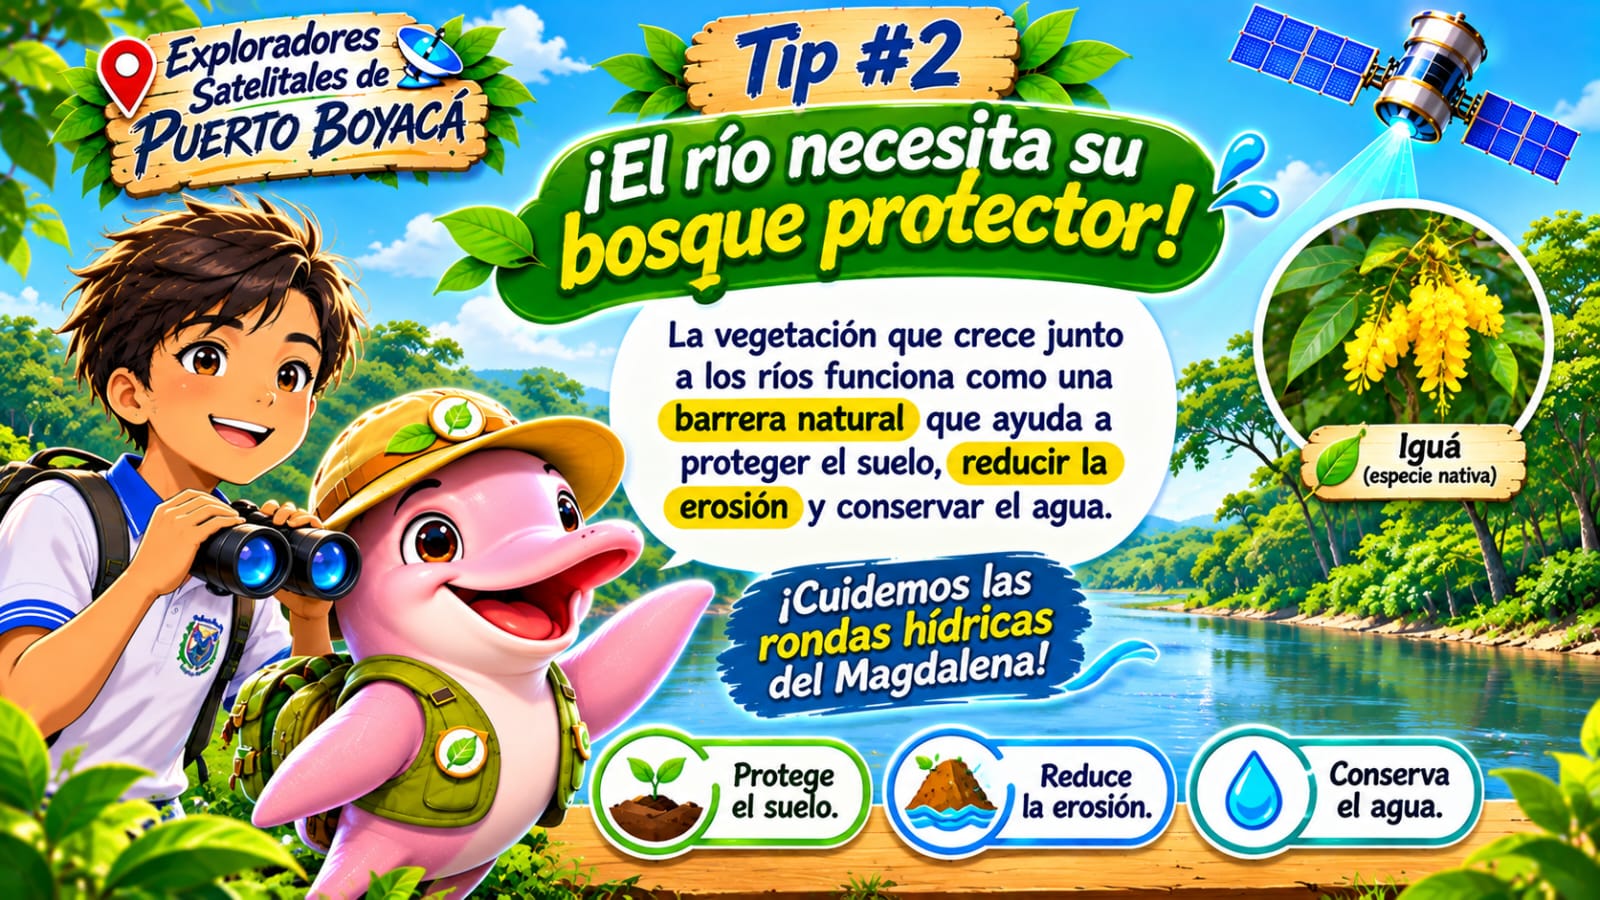 Exploradores
Satelitales de
PUERTO BOYACÁ
Tip #2
¡El río necesita su
bosque protector!
La vegetación que crece junto
a los ríos funciona como una
barrera natural que ayuda a
proteger el suelo, reducir la
erosión y conservar el agua.
Iguá
(especie nativa)
¡Cuidemos las
rondas hídricas
del Magdalena!
Protege
el suelo.
Reduce
la erosión.
Conserva
el agua.